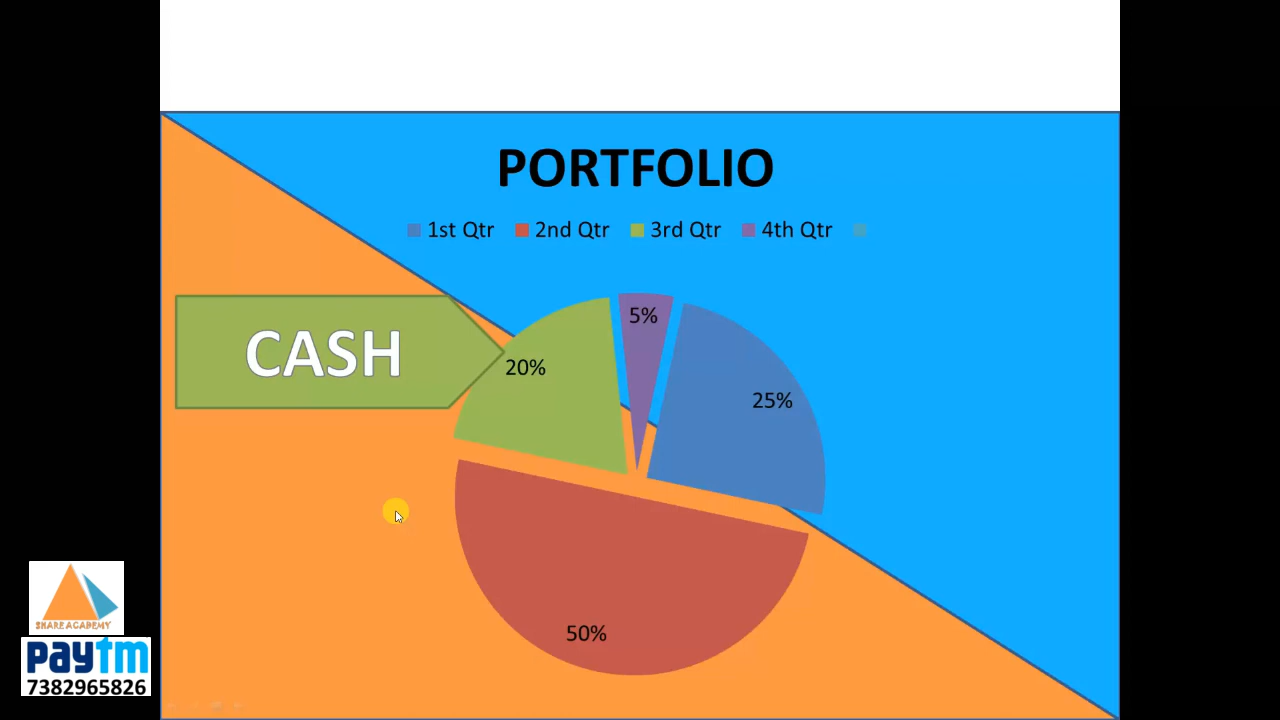 PORTFOLIO
1st Qtr 2nd Qtr 3rd Qtr 4th Qtr
5%
CASH
20%
25%
50%
SHARE ACADEMY
paytm
7382965826